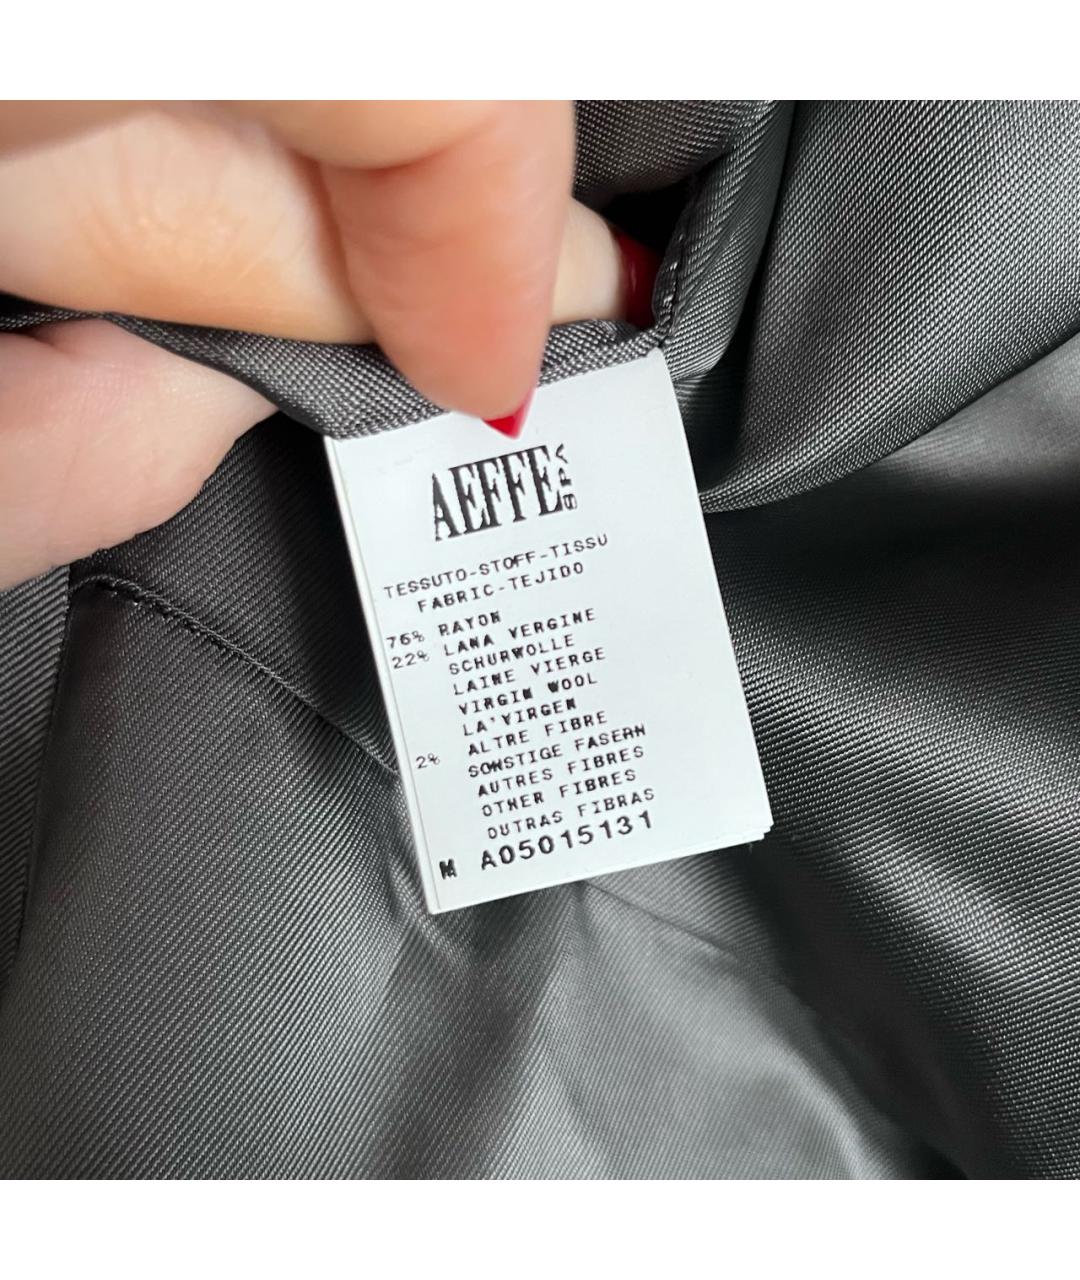 AEFFE SPA
TESSUTO-STOFF-TISSU
FABRIC-TEJIDO
76% RAYON
22% LANA VERGINE
SCHURWOLLE
LAINE VIERGE
VIRGIN WOOL
LA'VIRGEN
2% ALTRE FIBRE
SONSTIGE FASERN
AUTRES FIBRES
OTHER FIBRES
OUTRAS FIBRAS
M A05015131